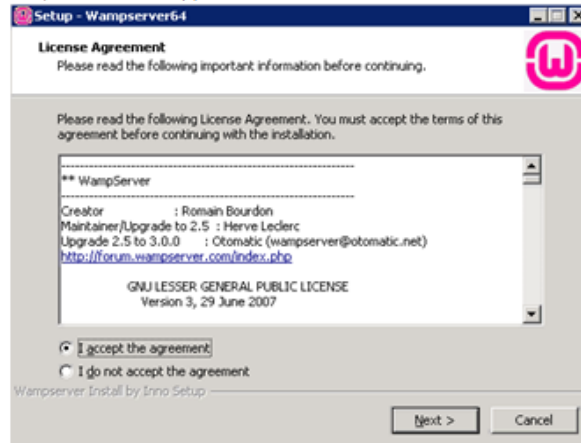 Setup - Wampserver64
License Agreement
Please read the following important information before continuing.
Please read the following License Agreement. You must accept the terms of this
agreement before continuing with the installation.
------------------------------------------------------------
** WampServer
------------------------------------------------------------
Creator : Romain Bourdon
Maintainer/Upgrade to 2.5 : Herve Leclerc
Upgrade 2.5 to 3.0.0 : Otomatic (wampserver@otomatic.net)
http://forum.wampserver.com/index.php
GNU LESSER GENERAL PUBLIC LICENSE
Version 3, 29 June 2007
I accept the agreement
I do not accept the agreement
Wampserver Install by Inno Setup
Next >
Cancel